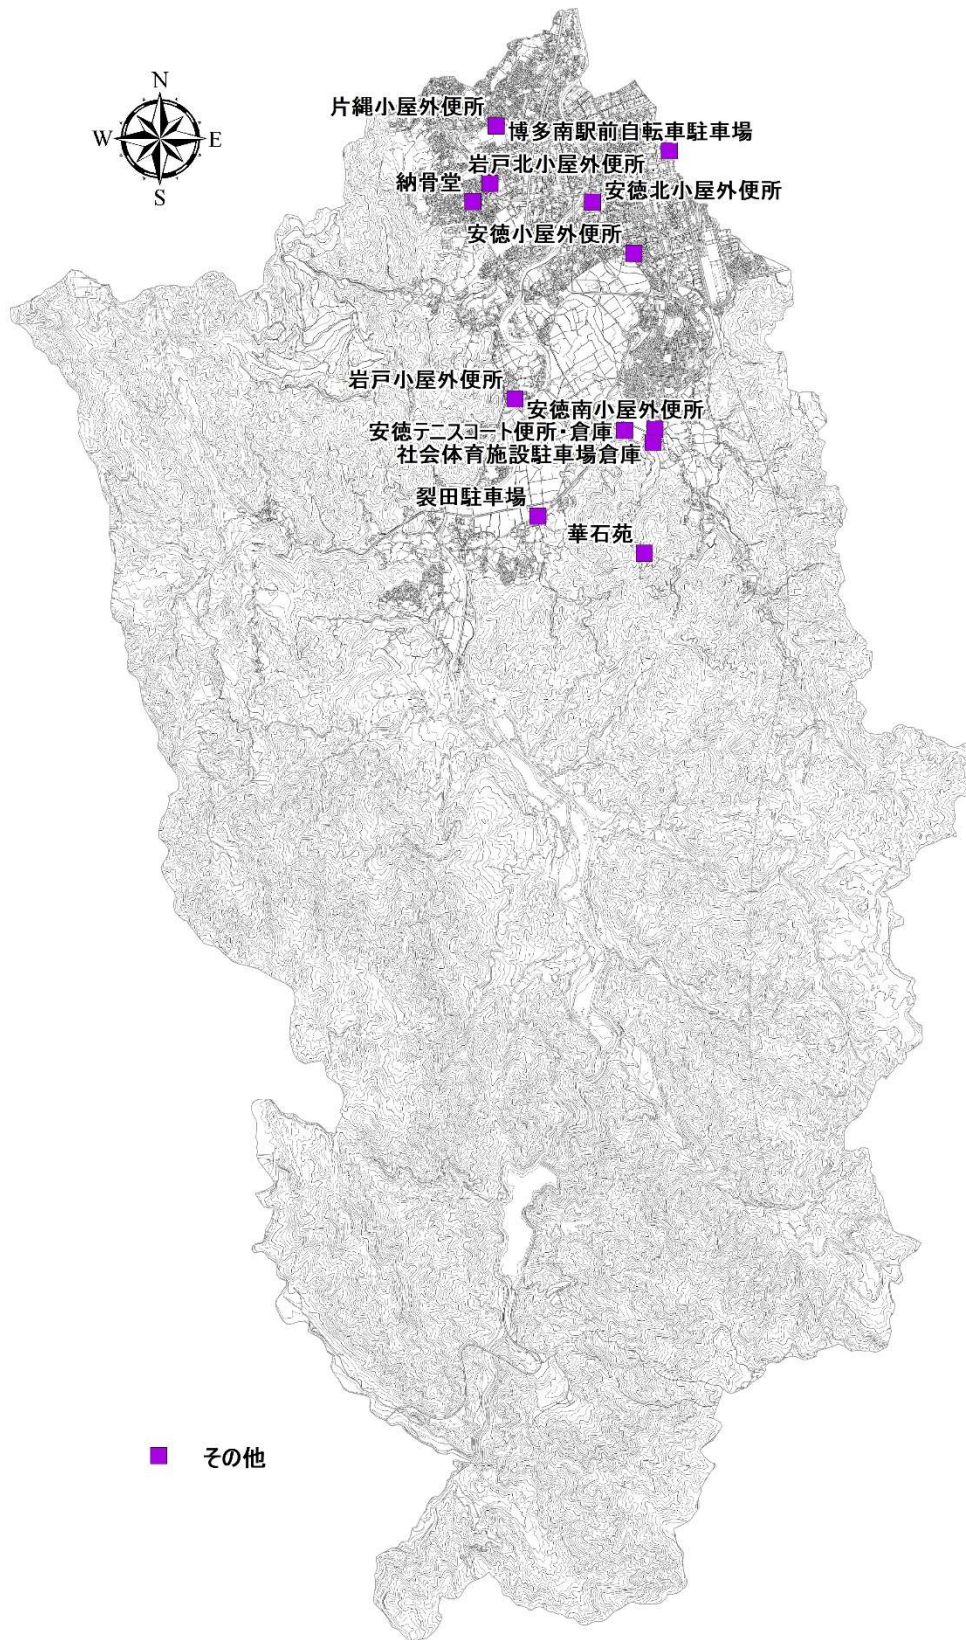 N
片縄小屋外便所
博多南駅前自転車駐車場
W
E
岩戸北小屋外便所
納骨堂
安徳北小屋外便所
S
安徳小屋外便所
岩戸小屋外便所
安徳南小屋外便所
安徳テニスコート便所・倉庫
社会体育施設駐車場倉庫
裂田駐車場
華石苑
その他